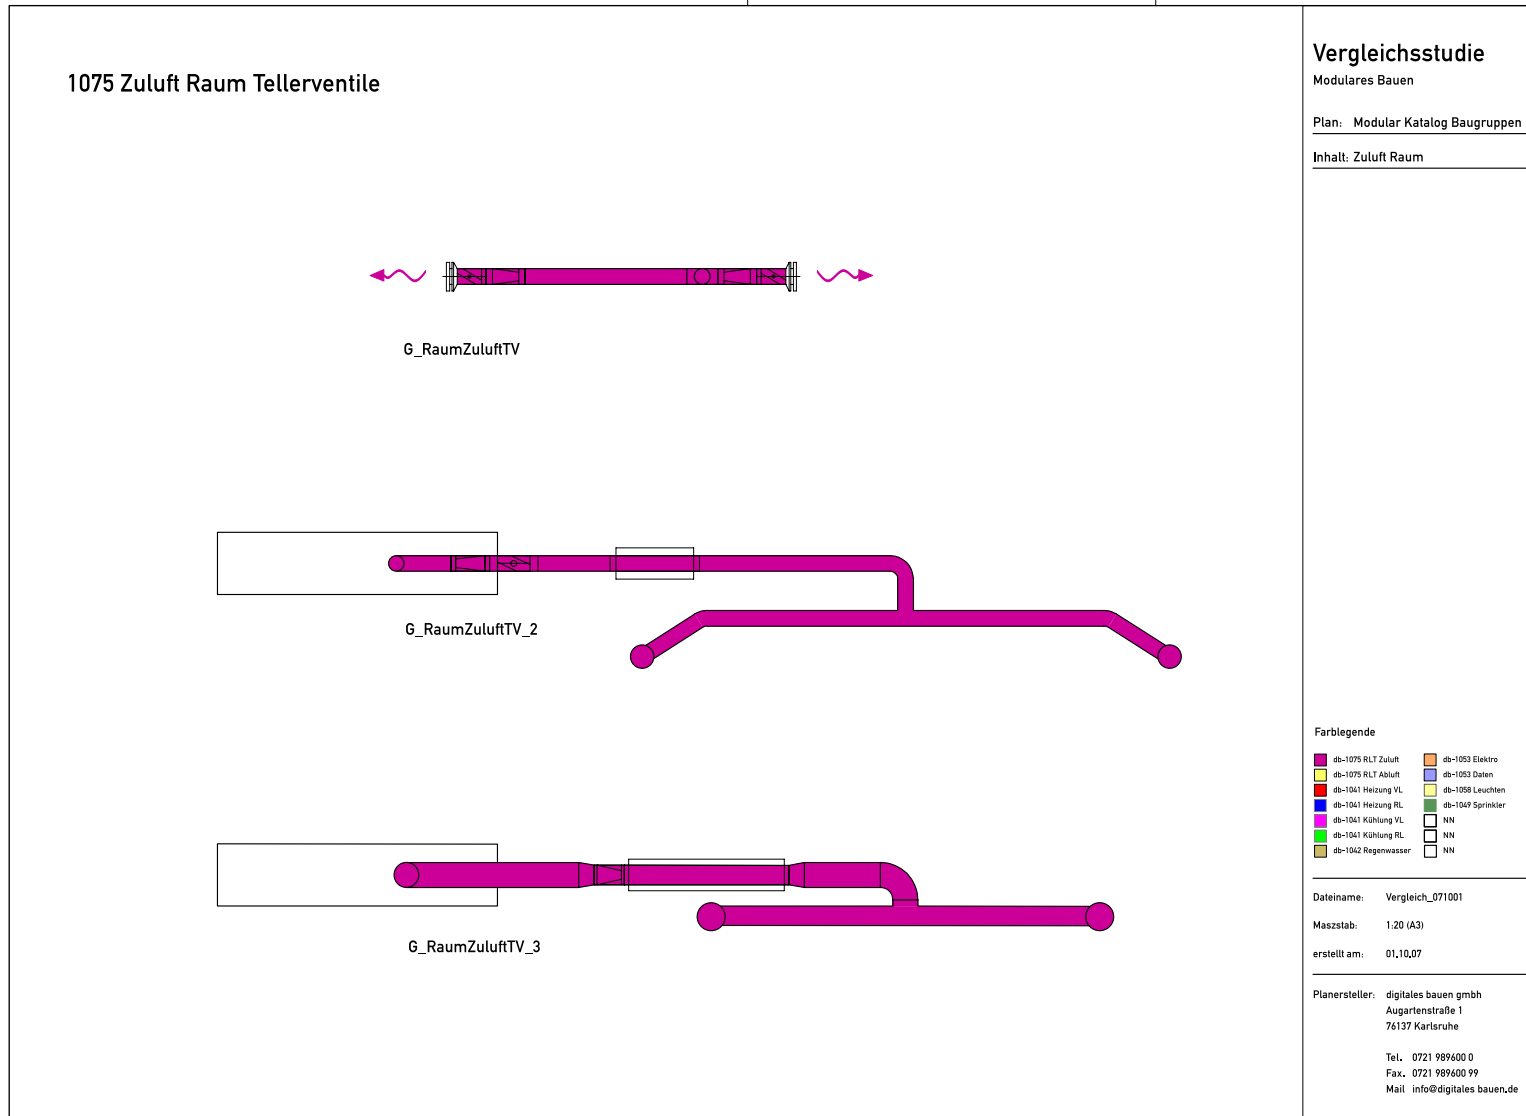 1075 Zuluft Raum Tellerventile
G_RaumZuluftTV
G_RaumZuluftTV_2
G_RaumZuluftTV_3
Vergleichsstudie
Modulares Bauen
Plan: Modular Katalog Baugruppen
Inhalt: Zuluft Raum
Farblegende
db-1075 RLT Zuluft db-1053 Elektro
db-1075 RLT Abluft db-1053 Daten
db-1041 Heizung VL db-1058 Leuchten
db-1041 Heizung RL db-1049 Sprinkler
db-1041 Kühlung VL NN
db-1041 Kühlung RL NN
db-1042 Regenwasser NN
Dateiname: Vergleich_071001
Maszstab: 1:20 (A3)
erstellt am: 01.10.07
Planersteller: digitales bauen gmbh
Augartenstraße 1
76137 Karlsruhe
Tel. 0721 989600 0
Fax. 0721 989600 99
Mail info@digitales bauen.de